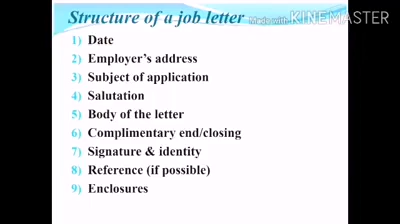 Structure of a job letter
Made with KINEMASTER
1) Date
2) Employer's address
3) Subject of application
4) Salutation
5) Body of the letter
6) Complimentary end/closing
7) Signature & identity
8) Reference (if possible)
9) Enclosures